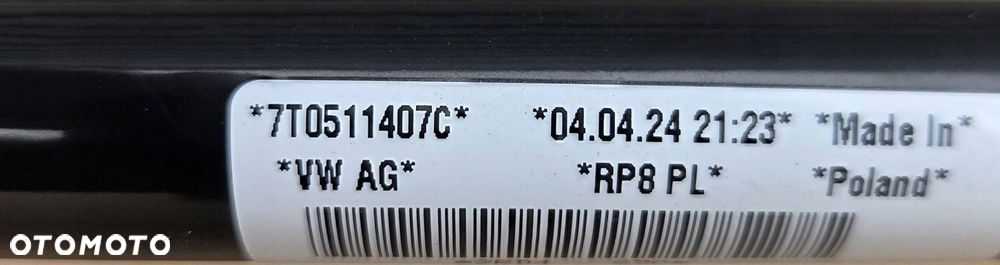 *7T0511407C* *04.04.24 21:23* *Made In*
*VW AG* *RP8 PL* *Poland*
OTOMOTO